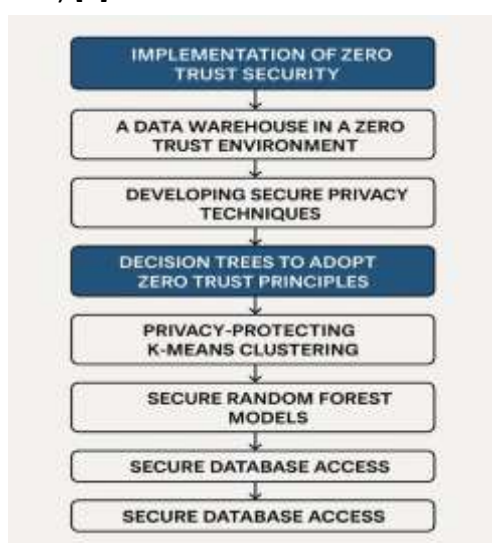 IMPLEMENTATION OF ZERO
TRUST SECURITY
A DATA WAREHOUSE IN A ZERO
TRUST ENVIRONMENT
DEVELOPING SECURE PRIVACY
TECHNIQUES
DECISION TREES TO ADOPT
ZERO TRUST PRINCIPLES
PRIVACY-PROTECTING
K-MEANS CLUSTERING
SECURE RANDOM FOREST
MODELS
SECURE DATABASE ACCESS
SECURE DATABASE ACCESS